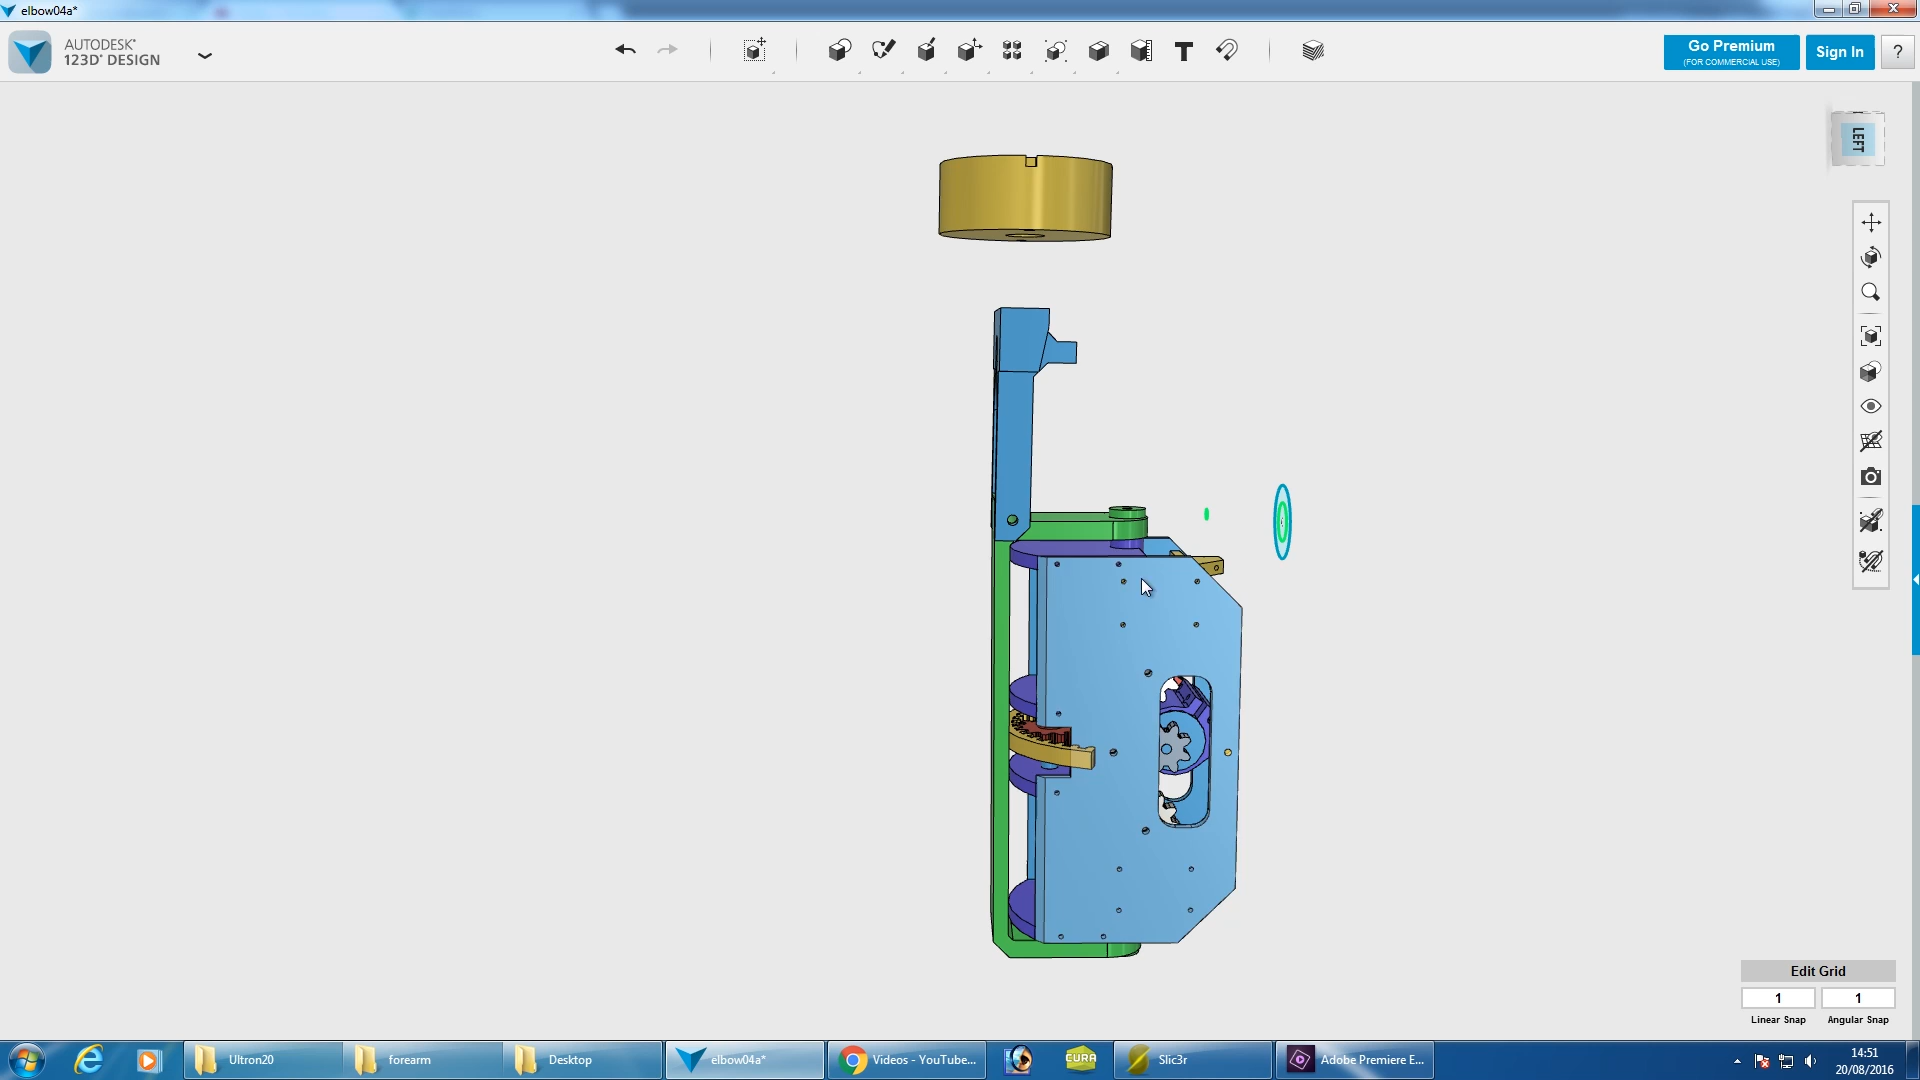 elbow04a*
AUTODESK®
123D® DESIGN
Go Premium
(FOR COMMERCIAL USE)
Sign In
?
LEFT
Edit Grid
1
1
Linear Snap
Angular Snap
Ultron20
forearm
Desktop
elbow04a*
Videos - YouTube...
CURA
Slic3r
Adobe Premiere E...
14:51
20/08/2016